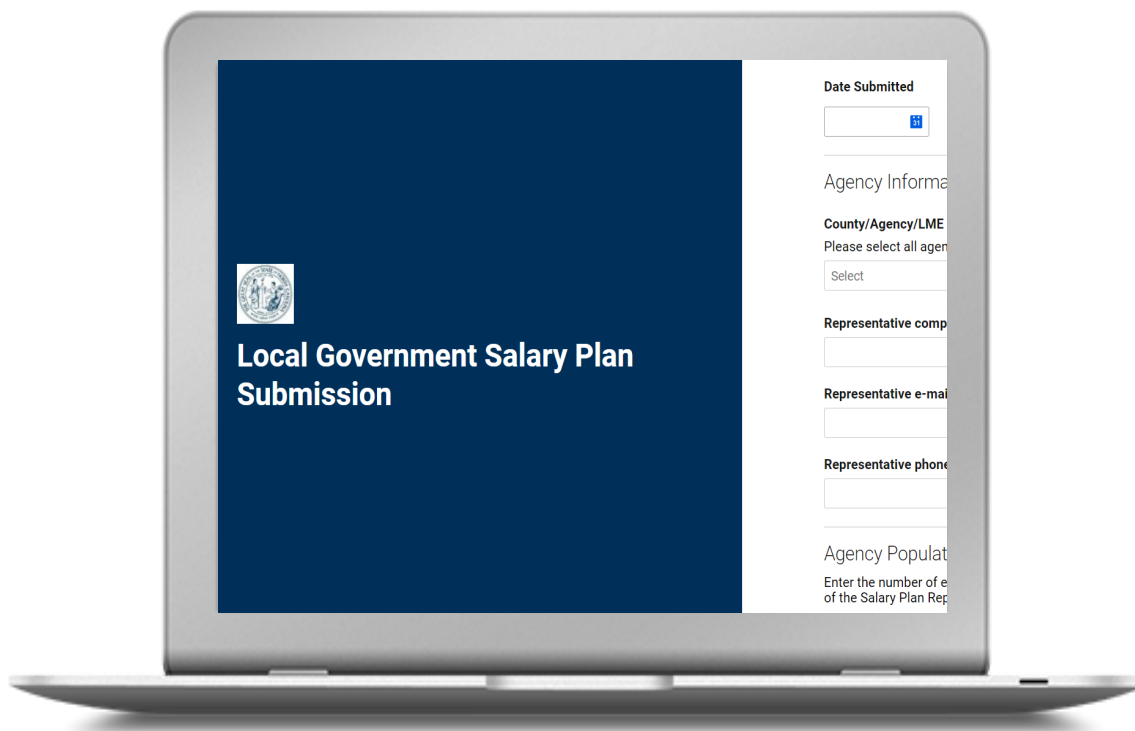 Local Government Salary Plan
Submission
Date Submitted
31
Agency Informa
County/Agency/LME
Please select all agen
Select
Representative comp
Representative e-mai
Representative phone
Agency Populat
Enter the number of e
of the Salary Plan Rep